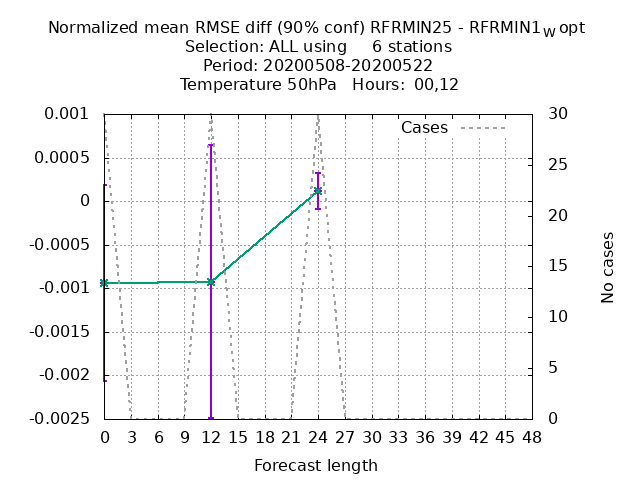 Normalized mean RMSE diff (90% conf) RFRMIN25 - RFRMIN1_W opt
Selection: ALL using 6 stations
Period: 20200508-20200522
Temperature 50hPa Hours: 00,12
Cases
0.001
0.0005
0
-0.0005
-0.001
-0.0015
-0.002
-0.0025
30
25
20
15
10
5
0
No cases
0 3 6 9 12 15 18 21 24 27 30 33 36 39 42 45 48
Forecast length